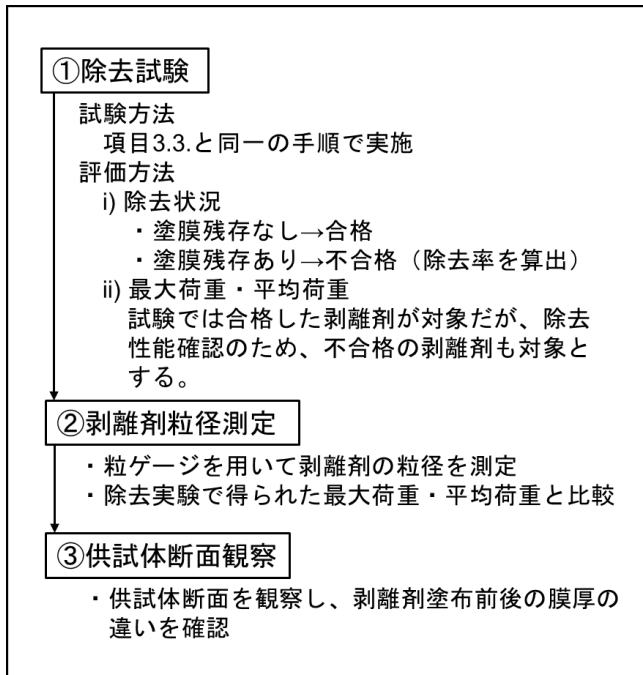 ①除去試験
試験方法
項目3.3.と同一の手順で実施
評価方法
i) 除去状況
・塗膜残存なし→合格
・塗膜残存あり→不合格（除去率を算出）
ii) 最大荷重・平均荷重
試験では合格した剥離剤が対象だが、除去
性能確認のため、不合格の剥離剤も対象と
する。
②剥離剤粒径測定
・粒ゲージを用いて剥離剤の粒径を測定
・除去実験で得られた最大荷重・平均荷重と比較
③供試体断面観察
・供試体断面を観察し、剥離剤塗布前後の膜厚の
違いを確認